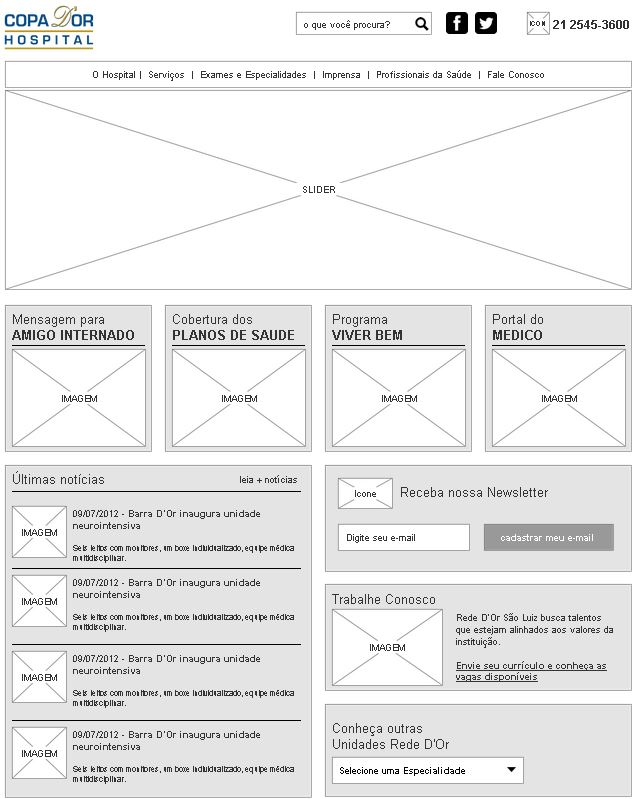 COPA D'OR
HOSPITAL
o que você procura?
ICON
21 2545-3600
O Hospital | Serviços | Exames e Especialidades | Imprensa | Profissionais da Saúde | Fale Conosco
SLIDER
Mensagem para
AMIGO INTERNADO
IMAGEM
Cobertura dos
PLANOS DE SAUDE
IMAGEM
Programa
VIVER BEM
IMAGEM
Portal do
MEDICO
IMAGEM
Últimas notícias
leia + notícias
IMAGEM
09/07/2012 - Barra D'Or inaugura unidade
neurointensiva
Seis leitos com monitores, um boxe individualizado, equipe médica
multidisciplinar.
IMAGEM
09/07/2012 - Barra D'Or inaugura unidade
neurointensiva
Seis leitos com monitores, um boxe individualizado, equipe médica
multidisciplinar.
IMAGEM
09/07/2012 - Barra D'Or inaugura unidade
neurointensiva
Seis leitos com monitores, um boxe individualizado, equipe médica
multidisciplinar.
IMAGEM
09/07/2012 - Barra D'Or inaugura unidade
neurointensiva
Seis leitos com monitores, um boxe individualizado, equipe médica
multidisciplinar.
Icone
Receba nossa Newsletter
Digite seu e-mail
cadastrar meu e-mail
Trabalhe Conosco
IMAGEM
Rede D'Or São Luiz busca talentos
que estejam alinhados aos valores da
instituição.
Envie seu currículo e conheça as
vagas disponíveis
Conheça outras
Unidades Rede D'Or
Selecione uma Especialidade